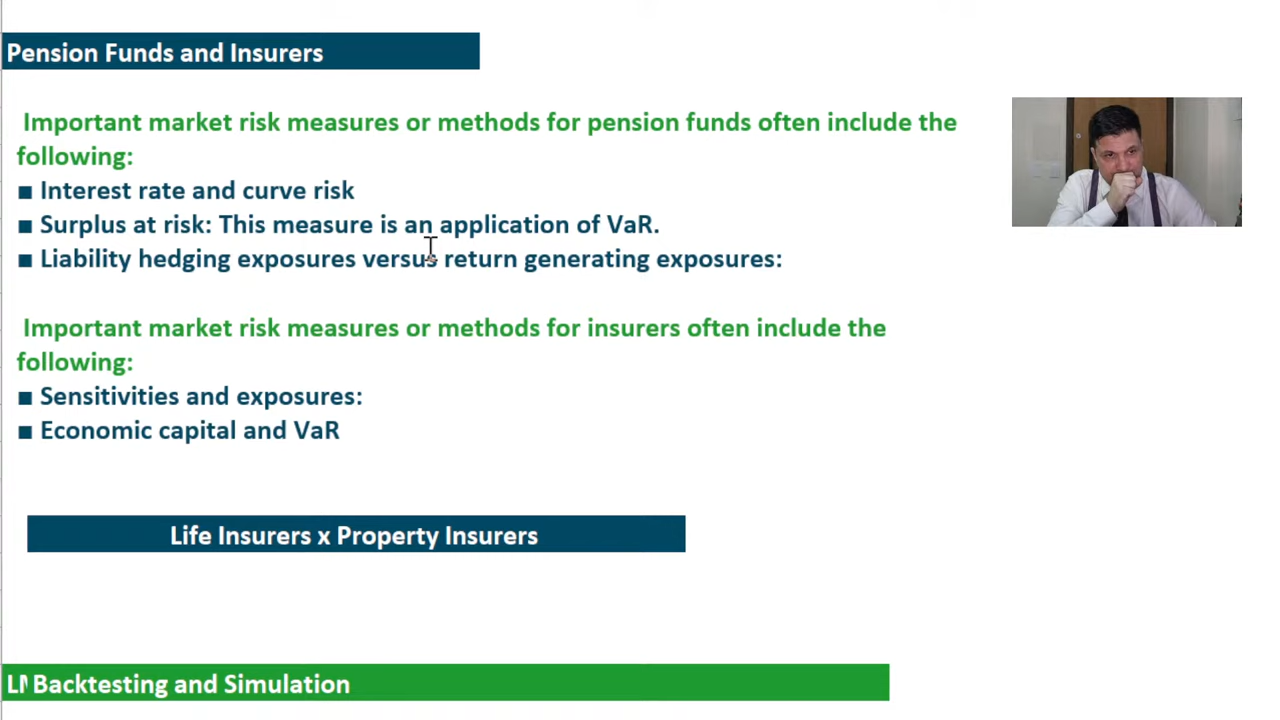 Pension Funds and Insurers
Important market risk measures or methods for pension funds often include the
following:
■ Interest rate and curve risk
■ Surplus at risk: This measure is an application of VaR.
■ Liability hedging exposures versus return generating exposures:
Important market risk measures or methods for insurers often include the
following:
■ Sensitivities and exposures:
■ Economic capital and VaR
Life Insurers x Property Insurers
Backtesting and Simulation